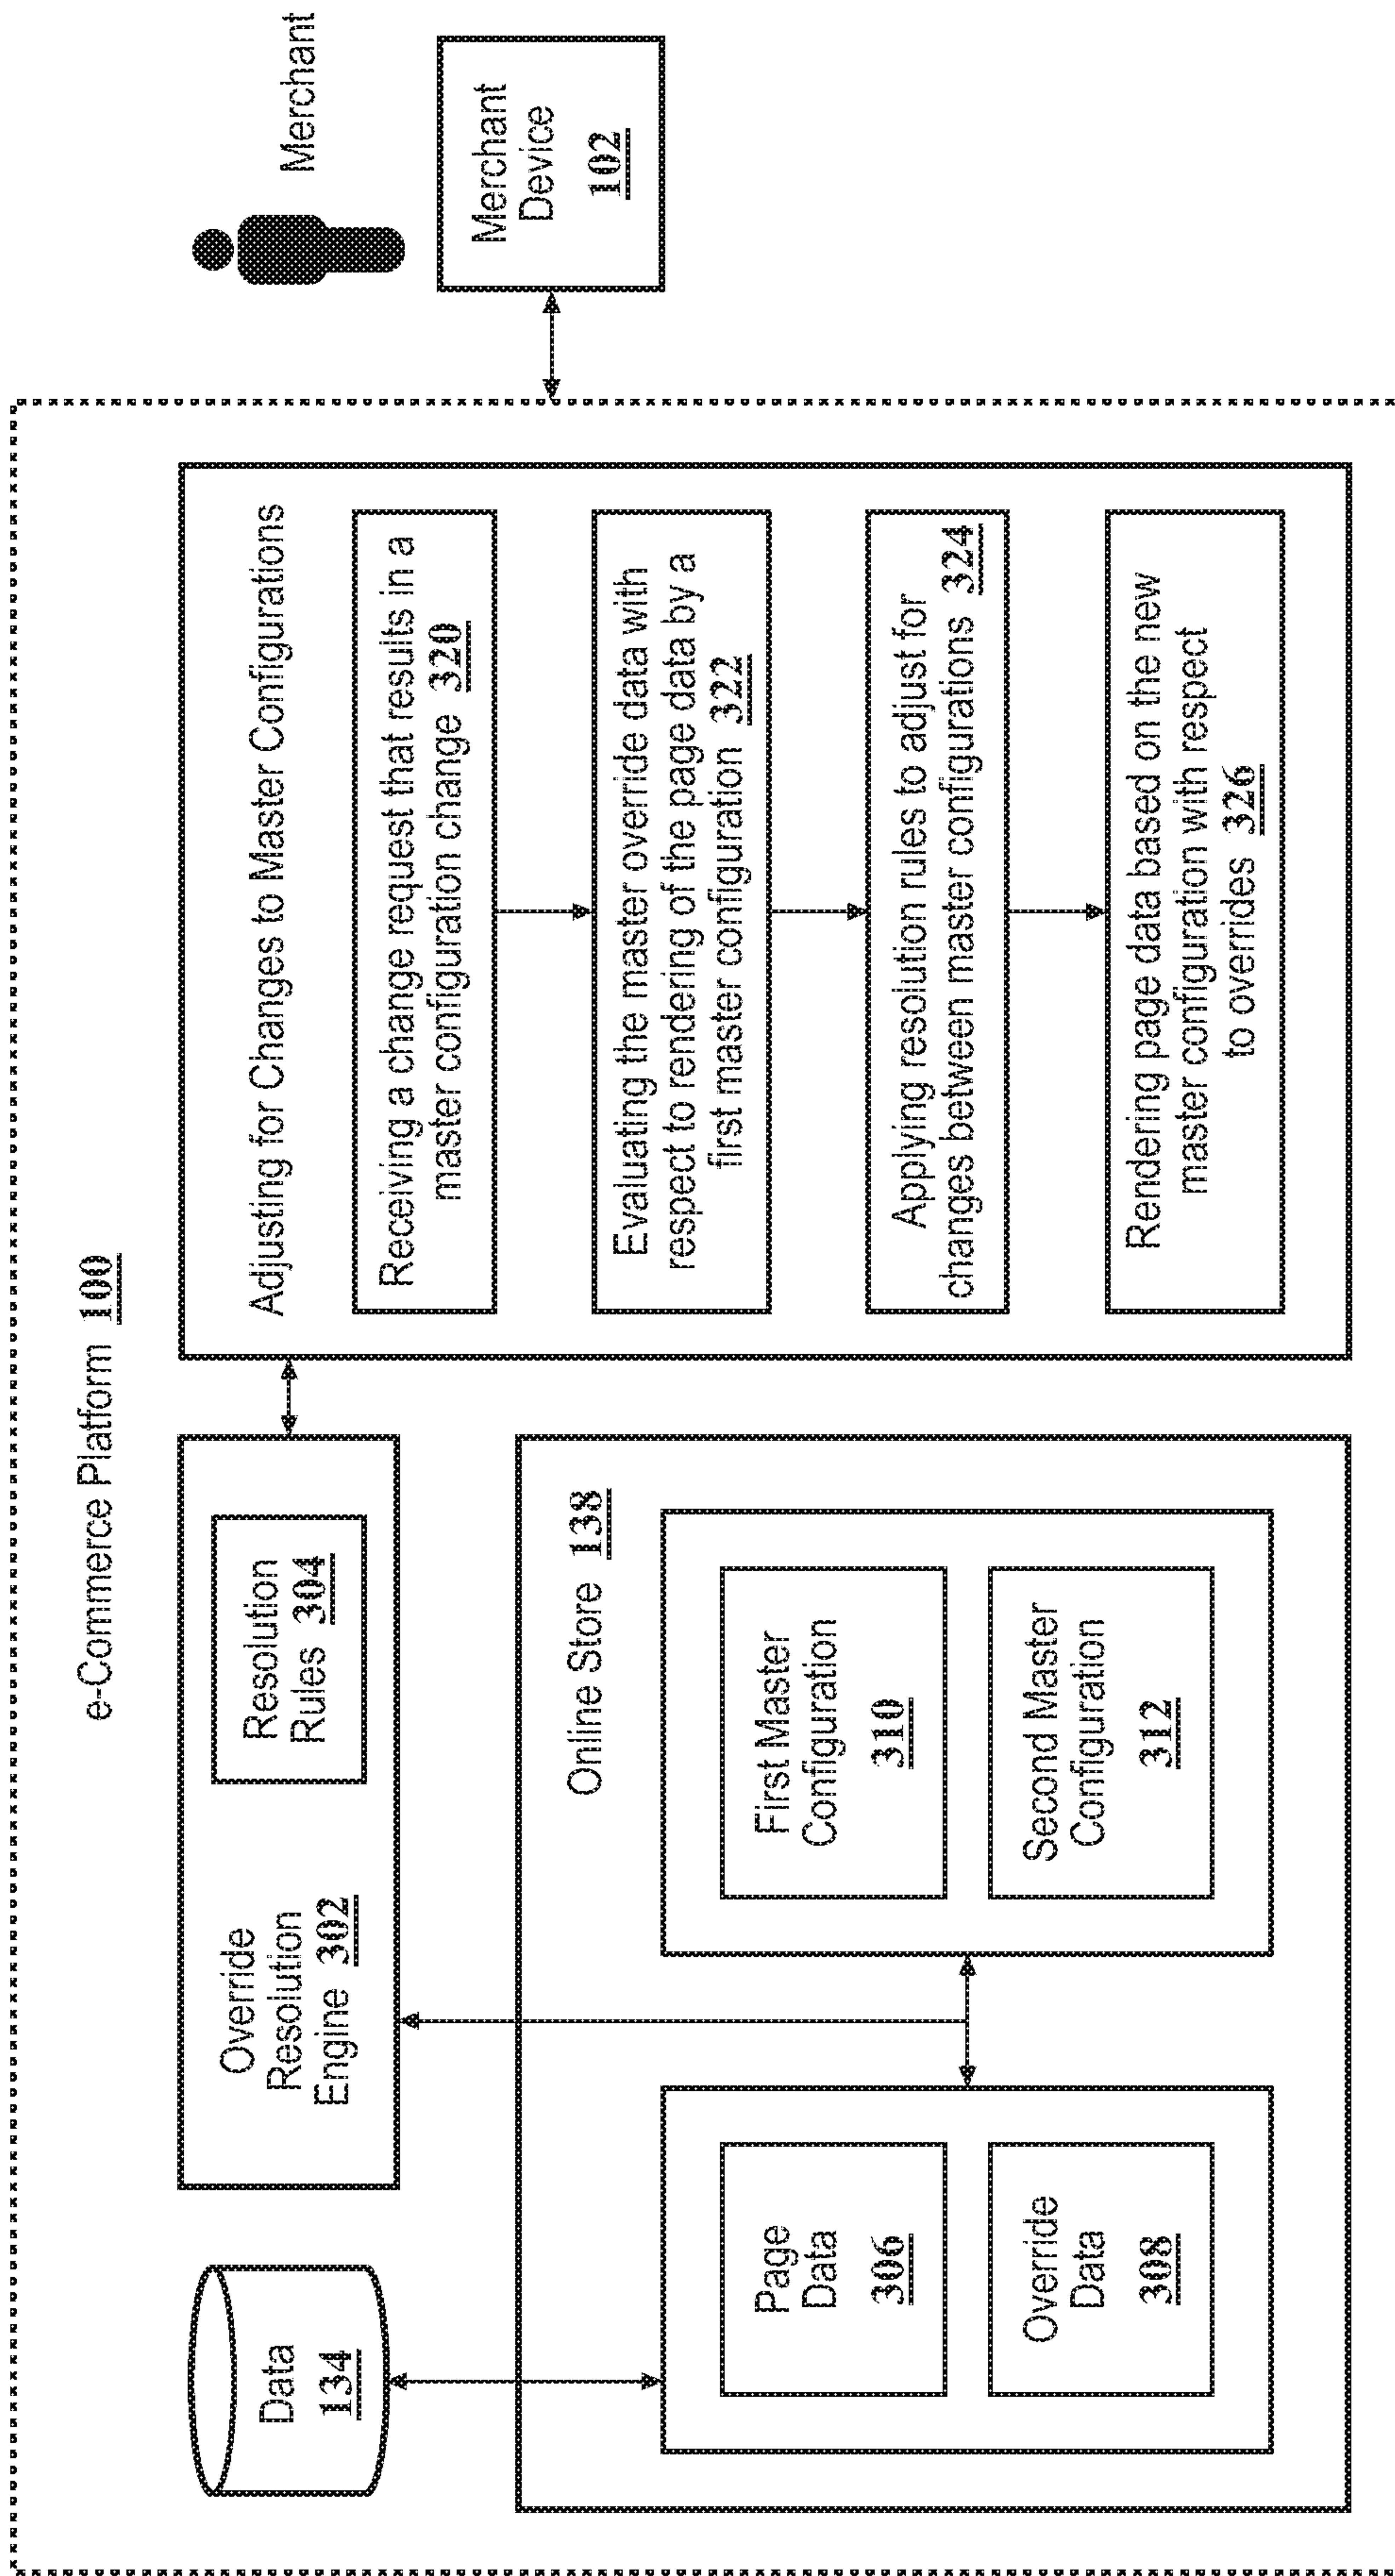 e-Commerce Platform 100
Data
134
Override
Resolution
Engine 302
Resolution
Rules 304
Online Store 138
Page
Data
306
Override
Data
308
First Master
Configuration
310
Second Master
Configuration
312
Adjusting for Changes to Master Configurations
Receiving a change request that results in a
master configuration change 320
Evaluating the master override data with
respect to rendering of the page data by a
first master configuration 322
Applying resolution rules to adjust for
changes between master configurations 324
Rendering page data based on the new
master configuration with respect
to overrides 326
Merchant
Merchant
Device
102